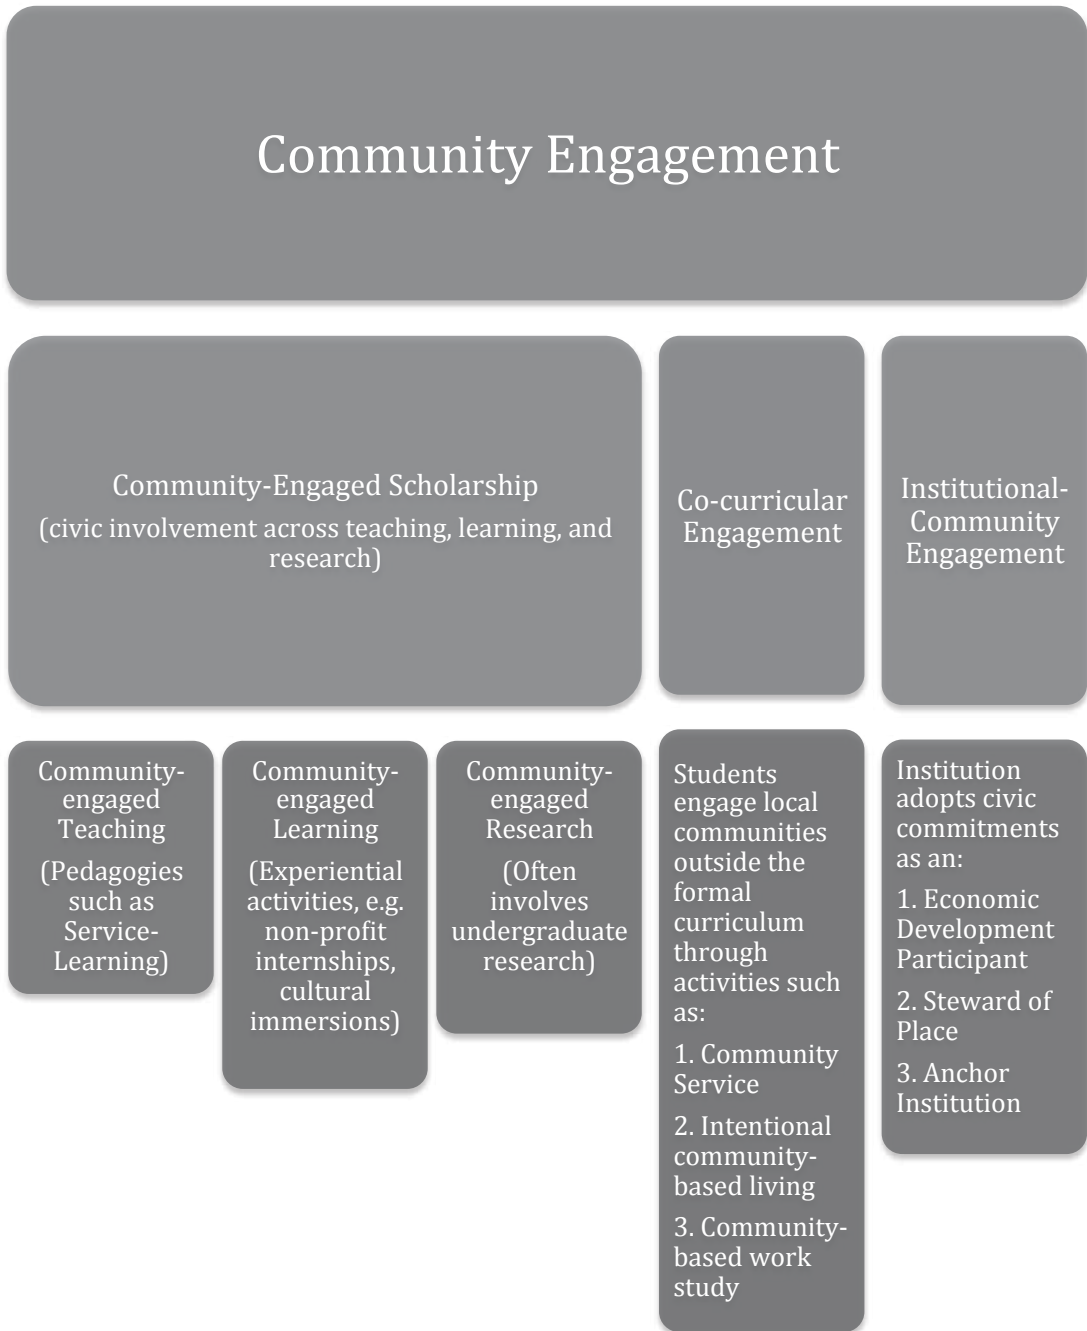 Community Engagement
Community-Engaged Scholarship
(civic involvement across teaching, learning, and
research)
Co-curricular
Engagement
Institutional-
Community
Engagement
Community-
engaged
Teaching
(Pedagogies
such as
Service-
Learning)
Community-
engaged
Learning
(Experiential
activities, e.g.
non-profit
internships,
cultural
immersions)
Community-
engaged
Research
(Often
involves
undergraduate
research)
Students
engage local
communities
outside the
formal
curriculum
through
activities such
as:
1. Community
Service
2. Intentional
community-
based living
3. Community-
based work
study
Institution
adopts civic
commitments
as an:
1. Economic
Development
Participant
2. Steward of
Place
3. Anchor
Institution